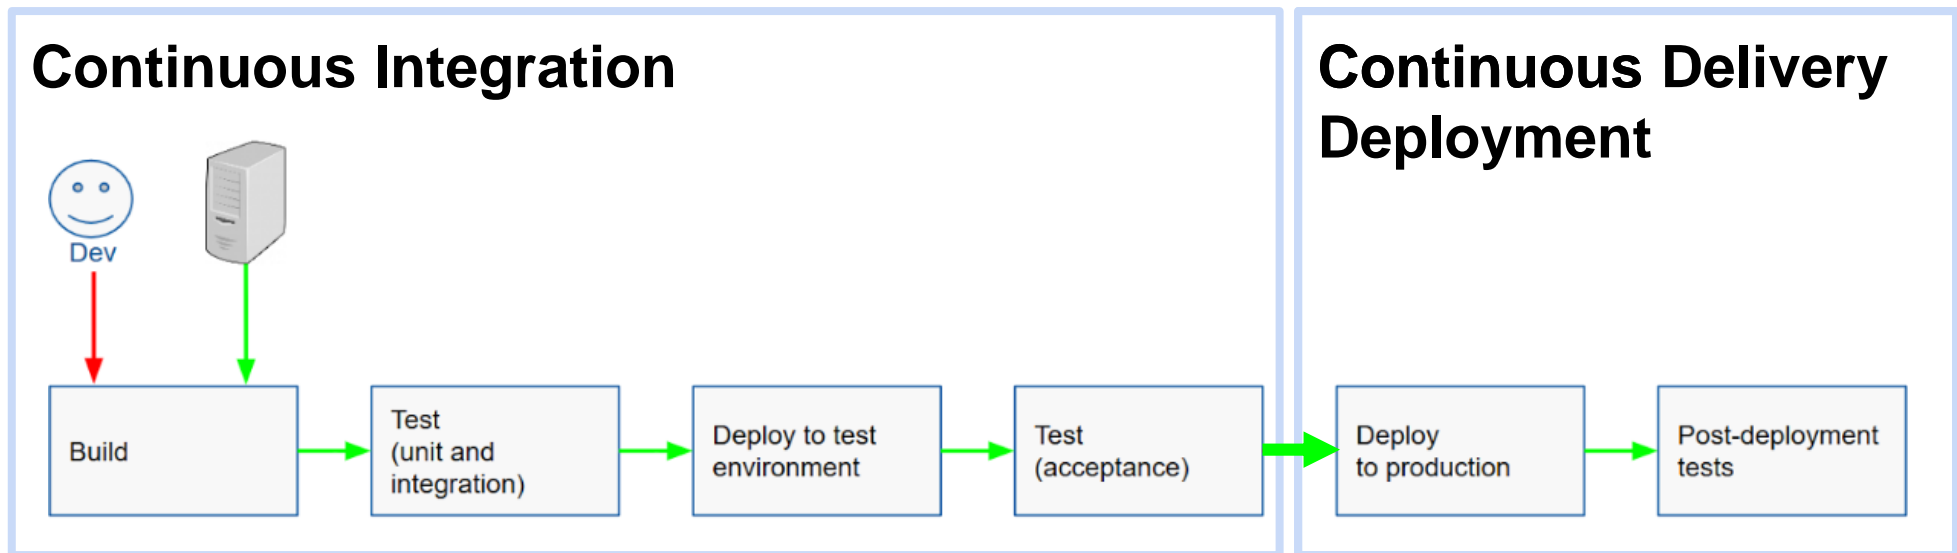 Continuous Integration
Continuous Delivery
Deployment
Dev
Build
Test
(unit and
integration)
Deploy to test
environment
Test
(acceptance)
Deploy
to production
Post-deployment
tests